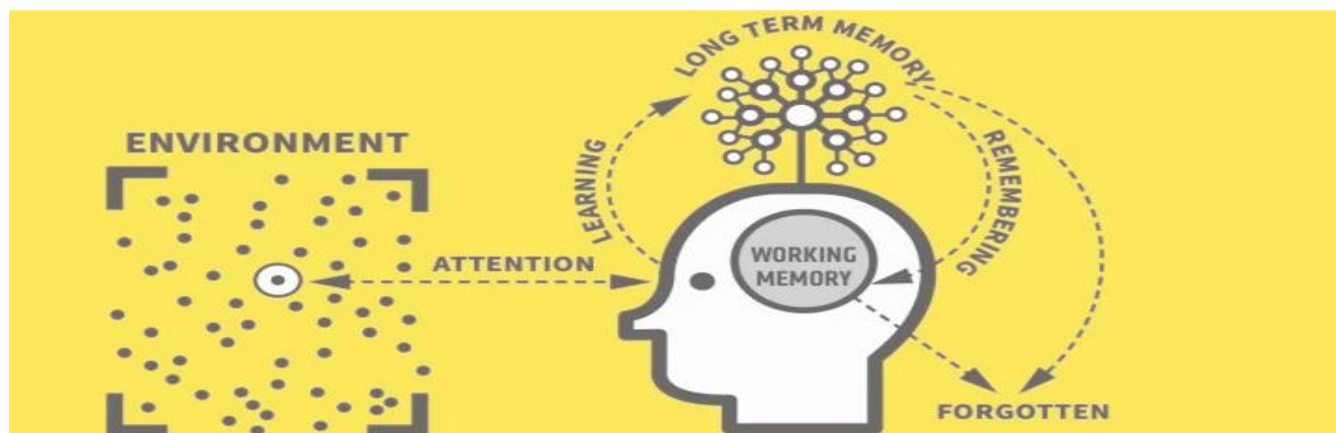 LONG TERM MEMORY
ENVIRONMENT
LEARNING
REMEMBERING
ATTENTION
WORKING
MEMORY
FORGOTTEN